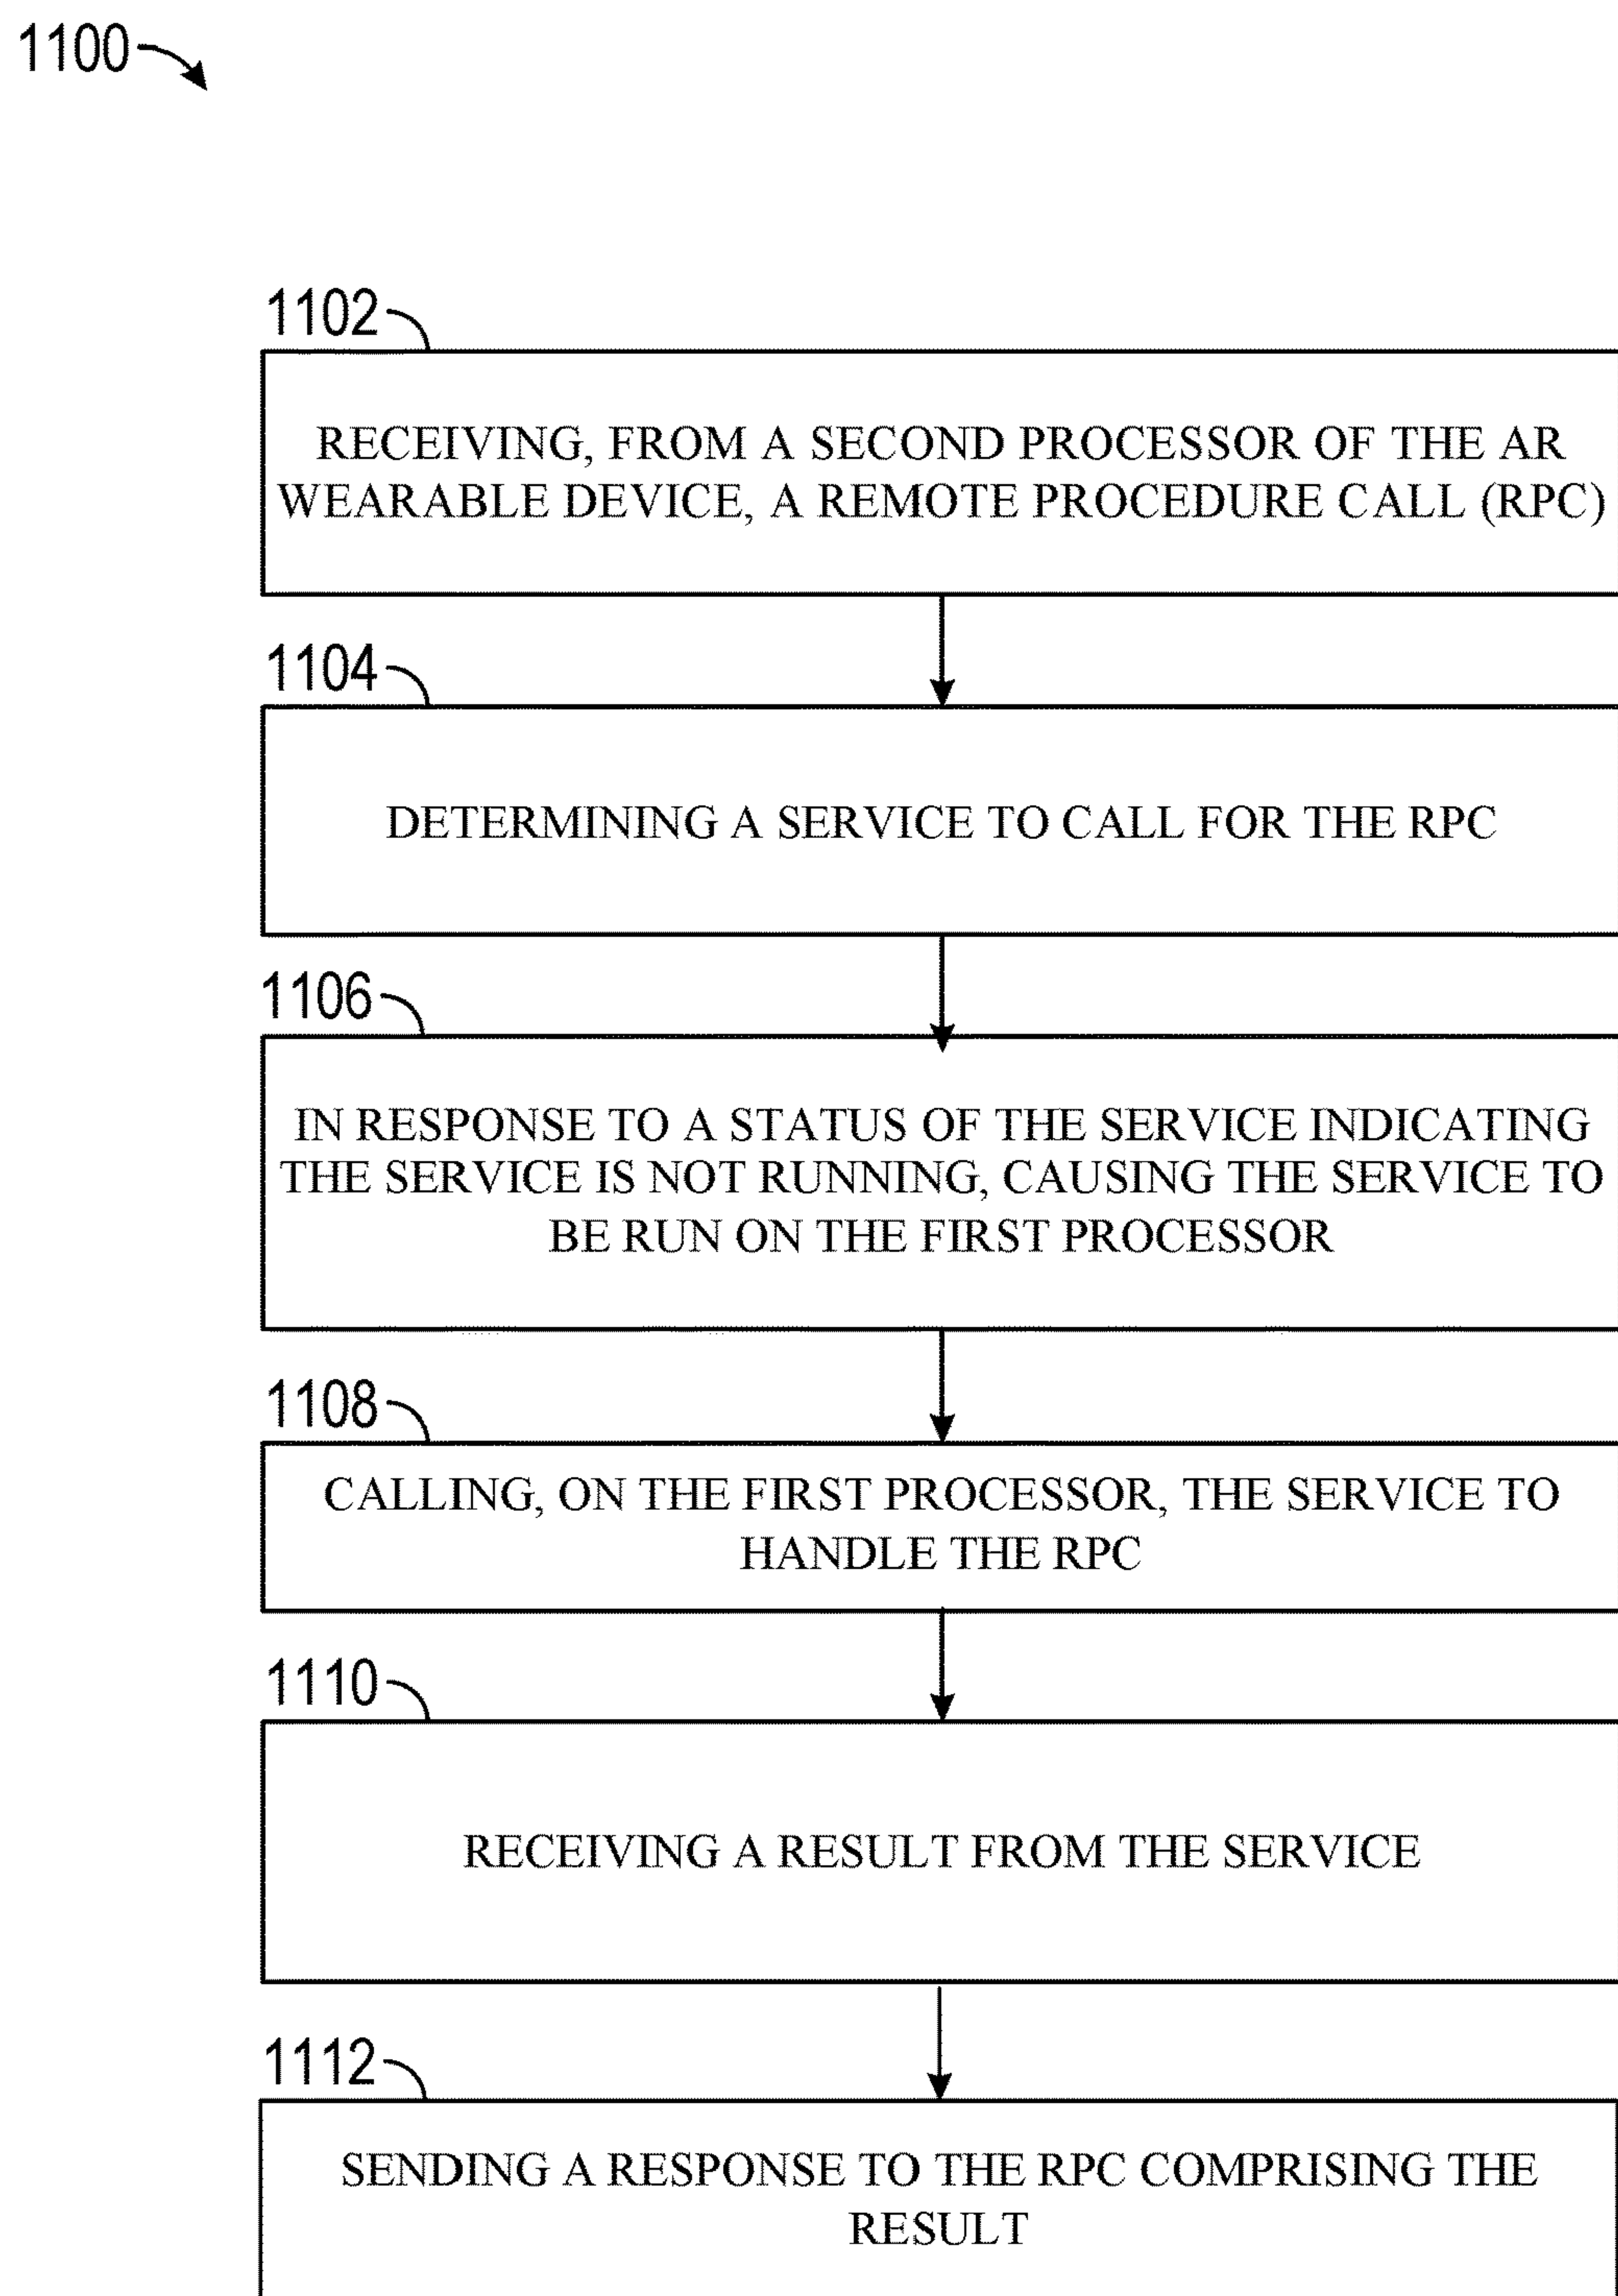 1100
1102
RECEIVING, FROM A SECOND PROCESSOR OF THE AR
WEARABLE DEVICE, A REMOTE PROCEDURE CALL (RPC)
1104
DETERMINING A SERVICE TO CALL FOR THE RPC
1106
IN RESPONSE TO A STATUS OF THE SERVICE INDICATING
THE SERVICE IS NOT RUNNING, CAUSING THE SERVICE TO
BE RUN ON THE FIRST PROCESSOR
1108
CALLING, ON THE FIRST PROCESSOR, THE SERVICE TO
HANDLE THE RPC
1110
RECEIVING A RESULT FROM THE SERVICE
1112
SENDING A RESPONSE TO THE RPC COMPRISING THE
RESULT